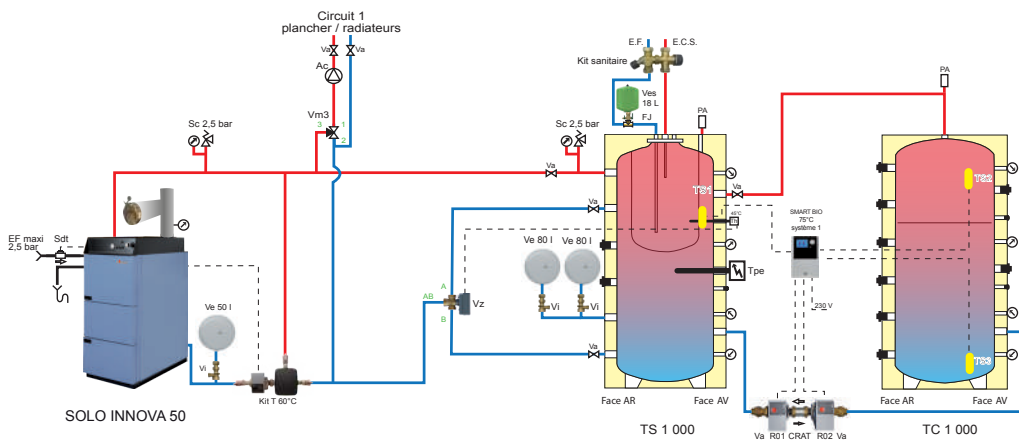 Circuit 1
plancher / radiateurs
Va
Va
Ac
Vm3
3
1
2
Sc 2,5 bar
Sc 2,5 bar
E.F.
E.C.S.
Kit sanitaire
Ves
18 L
FJ
PA
PA
Va
Va
Va
TS1
TS2
45°C
SMART BIO
75°C
système 1
EF maxi
2,5 bar
Sdt
Ve 80 l
Ve 80 l
Tpe
A
AB
B
Vz
Vi
Vi
230 V
Ve 50 l
Vi
Va
TS3
Kit T 60°C
Face AR
Face AV
Face AR
Face AV
SOLO INNOVA 50
TS 1 000
Va
R01
CRAT
R02
Va
TC 1 000